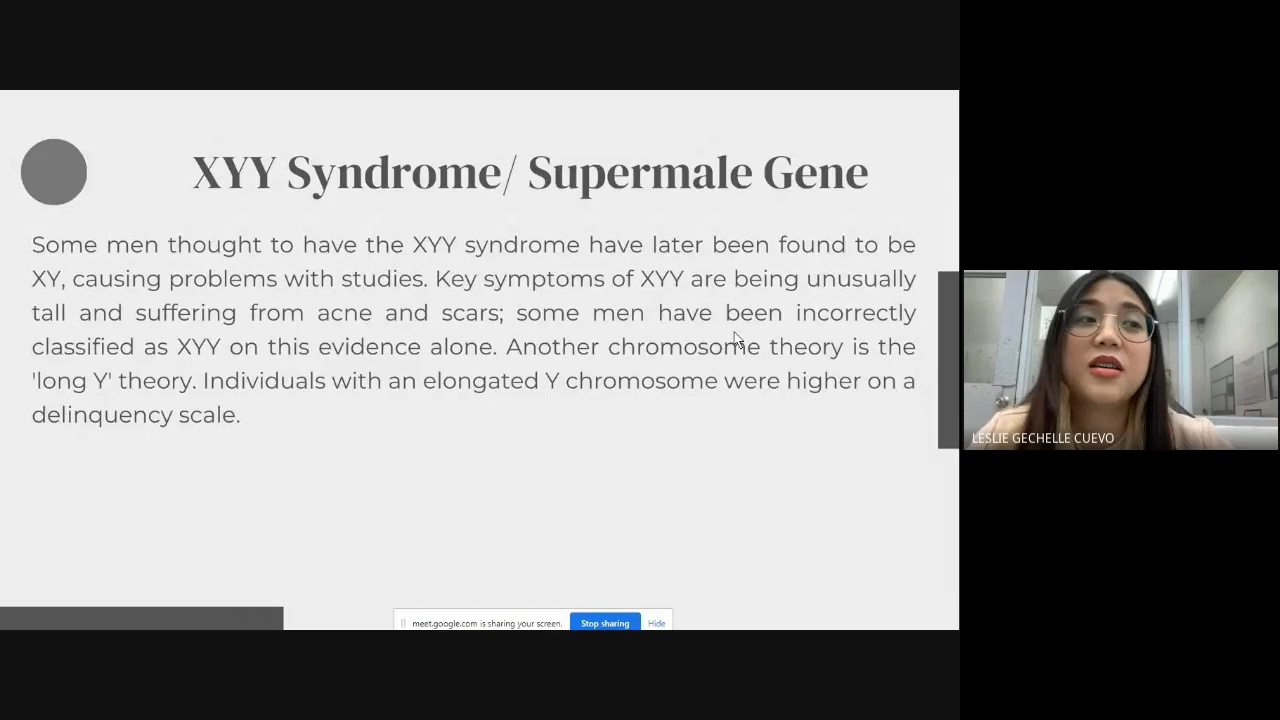 XYY Syndrome/ Supermale Gene
Some men thought to have the XYY syndrome have later been found to be
XY, causing problems with studies. Key symptoms of XYY are being unusually
tall and suffering from acne and scars; some men have been incorrectly
classified as XYY on this evidence alone. Another chromosome theory is the
'long Y' theory. Individuals with an elongated Y chromosome were higher on a
delinquency scale.
LESLIE GECHELLE CUEVO
meet.google.com is sharing your screen. Stop sharing Hide